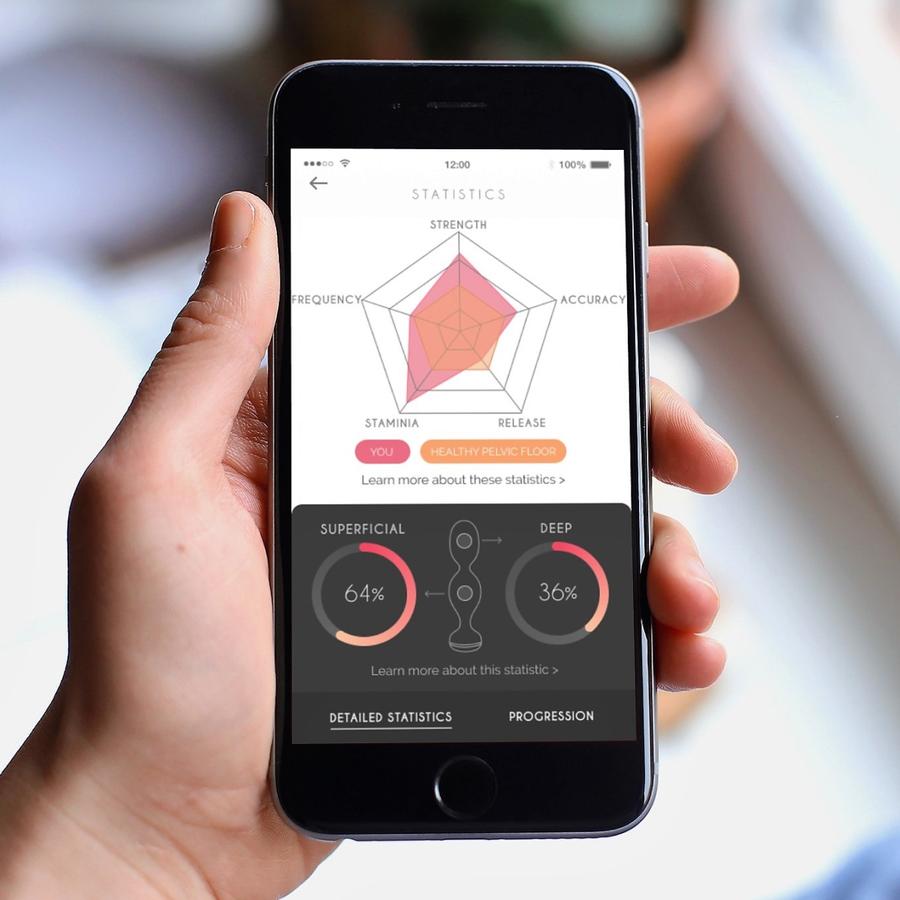 12:00
100%
STATISTICS
STRENGTH
FREQUENCY
ACCURACY
STAMINIA
RELEASE
YOU
HEALTHY PELVIC FLOOR
Learn more about these statistics >
SUPERFICIAL
DEEP
64%
36%
Learn more about this statistic >
DETAILED STATISTICS
PROGRESSION